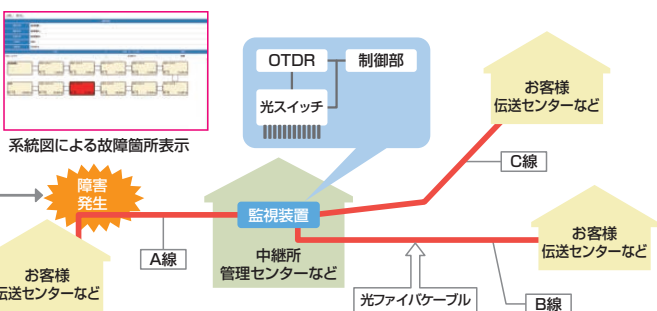 系統図による故障箇所表示
障害
発生
OTDR
制御部
光スイッチ
お客様
伝送センターなど
C線
監視装置
A線
中継所
管理センターなど
お客様
伝送センターなど
お客様
伝送センターなど
光ファイバケーブル
B線